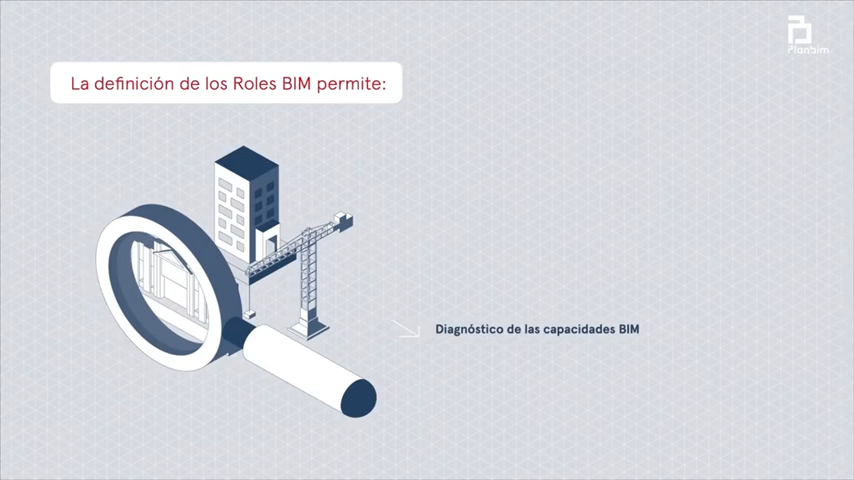 Planbim
La definición de los Roles BIM permite:
Diagnóstico de las capacidades BIM